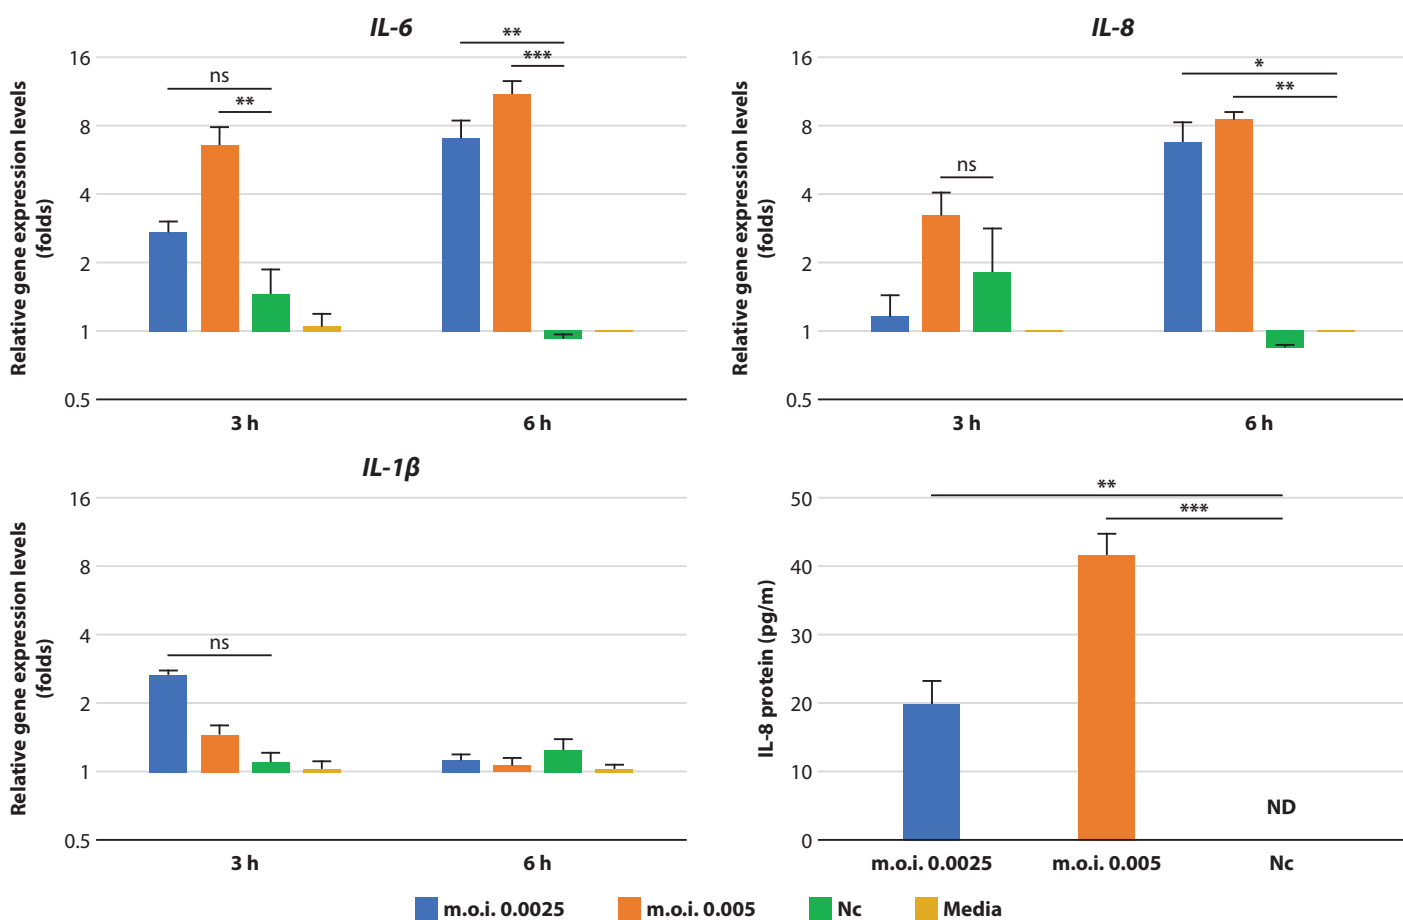 IL-6
Relative gene expression levels
(folds)
16
8
4
2
1
0.5
ns
**
**
***
3 h
6 h
IL-8
Relative gene expression levels
(folds)
16
8
4
2
1
0.5
ns
*
**
3 h
6 h
IL-1β
Relative gene expression levels
(folds)
16
8
4
2
1
0.5
ns
3 h
6 h
IL-8 protein (pg/m)
50
40
30
20
10
0
**
***
ND
m.o.i. 0.0025
m.o.i. 0.005
Nc
m.o.i. 0.0025
m.o.i. 0.005
Nc
Media